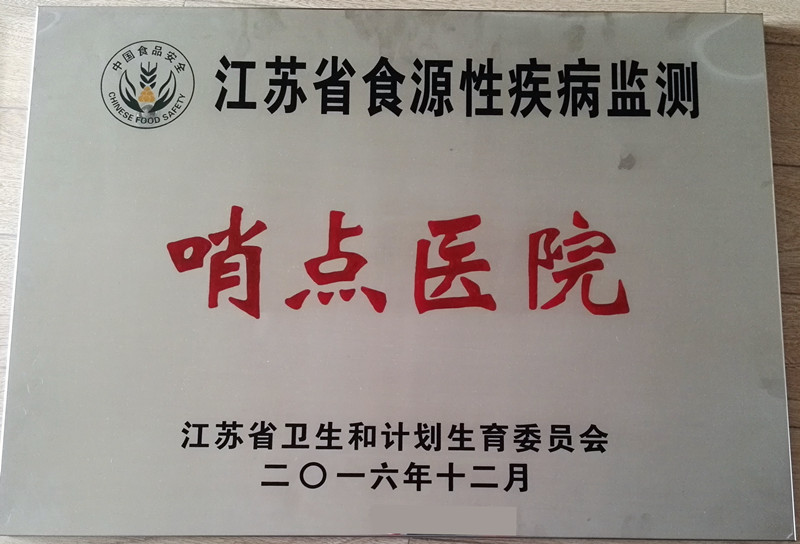 中国食品安全
CHINESE FOOD SAFETY
江苏省食源性疾病监测
哨点医院
江苏省卫生和计划生育委员会
二〇一六年十二月